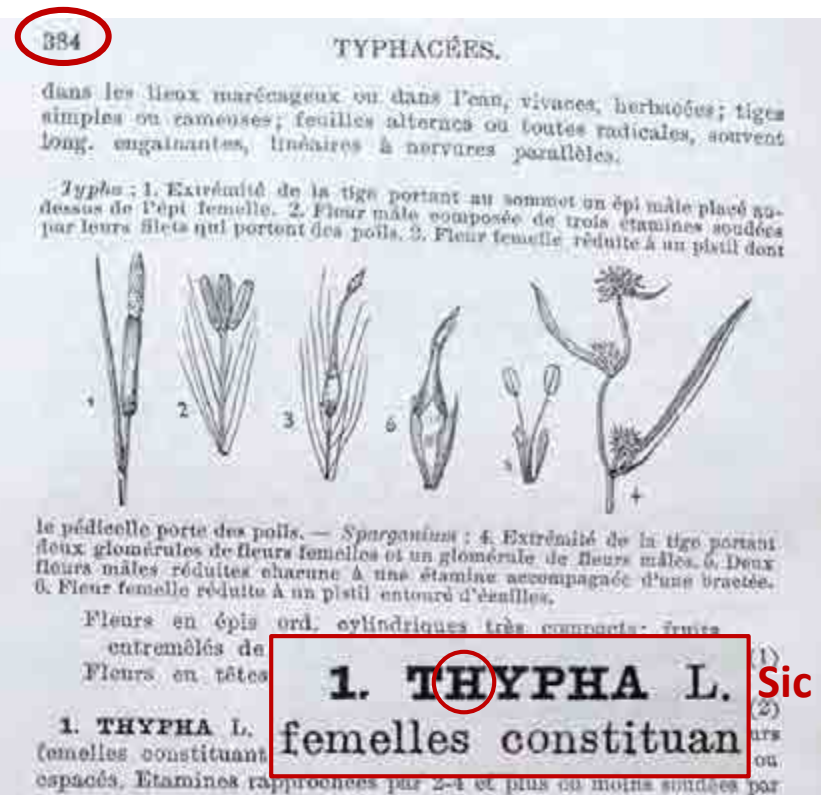 384
TYPHACÉES.
dans les lieux marécageux ou dans l'eau, vivaces, herbacées; tiges
simples ou rameuses; feuilles alternes ou toutes radicales, souvent
long. engainantes, linéaires à nervures parallèles.
Typha : 1. Extrémité de la tige portant au sommet un épi mâle placé au-
dessus de l'épi femelle. 2. Fleur mâle composée de trois étamines soudées
par leurs filets qui portent des poils. 3. Fleur femelle réduite à un pistil dont
1
2
3
6
5
4
le pédicelle porte des poils. — Sparganium : 4. Extrémité de la tige portant
deux glomérules de fleurs femelles et un glomérule de fleurs mâles. 5. Deux
fleurs mâles réduites chacune à une étamine accompagnée d'une bractée.
6. Fleur femelle réduite à un pistil entouré d'écailles.
Fleurs en épis ord. cylindriques très compacts; fruits
entremêlés de (1)
Fleurs en têtes
(2)
1. THYPHA L. Sic
femelles constituan
1. THYPHA L. urs
femelles constituant ou
espacés. Etamines rapprochées par 2-4 et plus ou moins soudées par